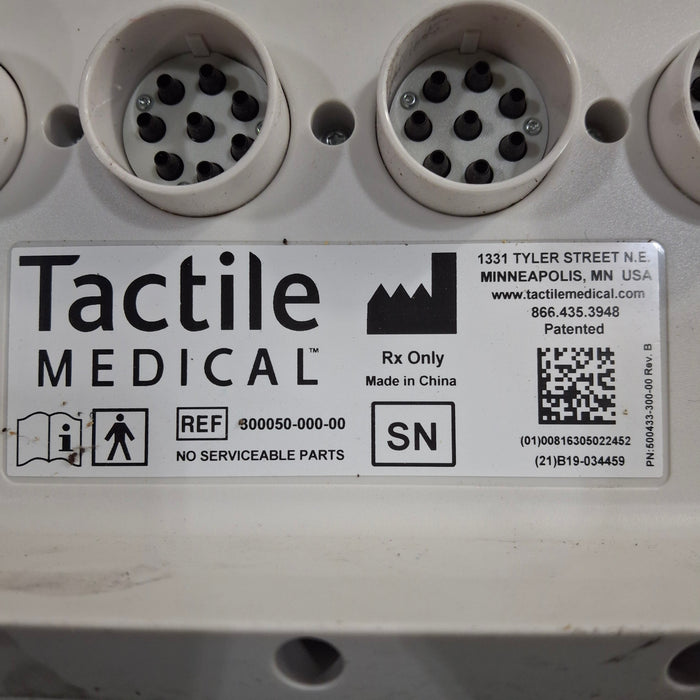 Tactile
MEDICAL™
REF 300050-000-00
NO SERVICEABLE PARTS
Rx Only
Made in China
SN
1331 TYLER STREET N.E.
MINNEAPOLIS, MN USA
www.tactilemedical.com
866.435.3948
Patented
(01)00816305022452
(21)B19-034459
PN:500433-300-00 Rev. B